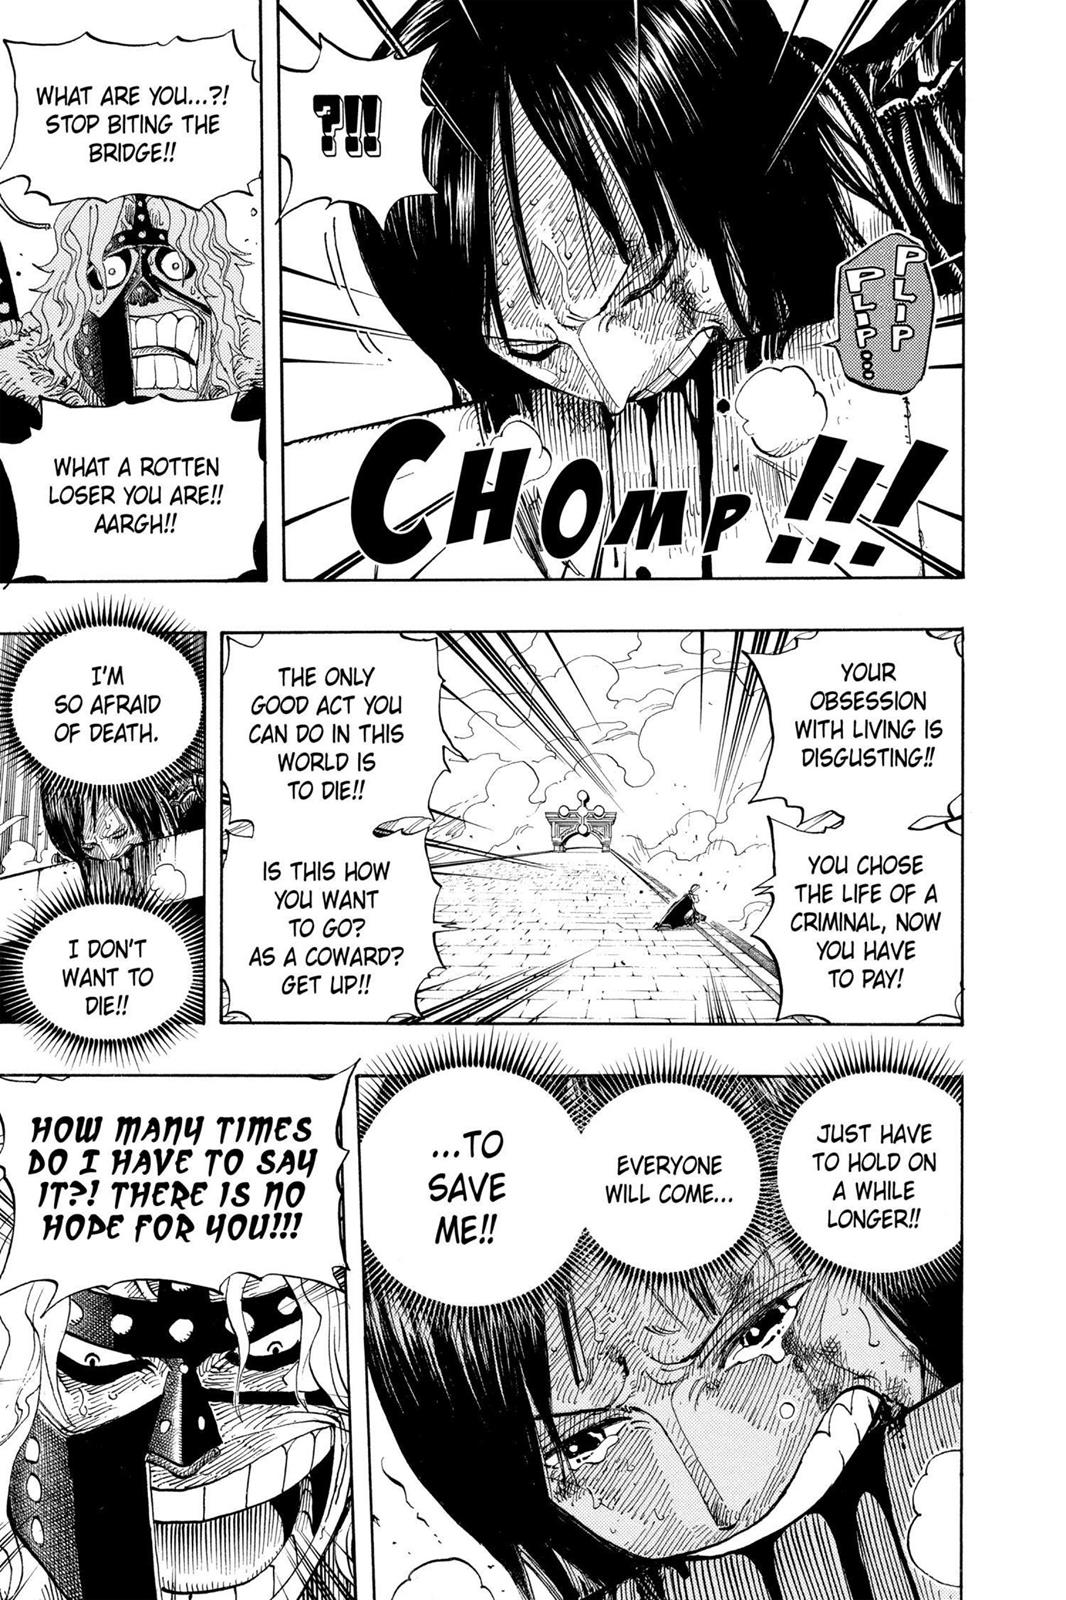 PLIP
PLIP...
CHOMP!!!
?!!
WHAT ARE YOU...?!
STOP BITING THE
BRIDGE!!
WHAT A ROTTEN
LOSER YOU ARE!!
AARGH!!
YOUR
OBSESSION
WITH LIVING IS
DISGUSTING!!
YOU CHOSE
THE LIFE OF A
CRIMINAL, NOW
YOU HAVE
TO PAY!
THE ONLY
GOOD ACT YOU
CAN DO IN THIS
WORLD IS
TO DIE!!
IS THIS HOW
YOU WANT
TO GO?
AS A COWARD?
GET UP!!
I'M
SO AFRAID
OF DEATH.
I DON'T
WANT TO
DIE!!
JUST HAVE
TO HOLD ON
A WHILE
LONGER!!
EVERYONE
WILL COME...
...TO
SAVE
ME!!
HOW MANY TIMES
DO I HAVE TO SAY
IT?! THERE IS NO
HOPE FOR YOU!!!